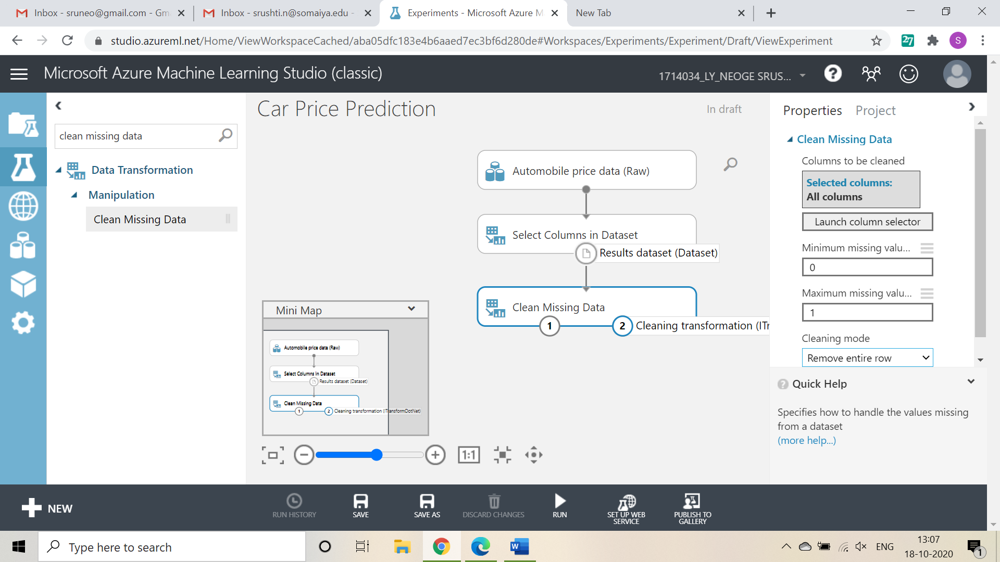 Inbox - sruneo@gmail.com - Gm
Inbox - srushti.n@somaiya.edu -
Experiments - Microsoft Azure M
New Tab
studio.azureml.net/Home/ViewWorkspaceCached/aba05dfc183e4b6aaed7ec3bf6d280de#Workspaces/Experiments/Experiment/Draft/ViewExperiment
27
S
Microsoft Azure Machine Learning Studio (classic)
1714034_LY_NEOGE SRUS...
?
clean missing data
Data Transformation
Manipulation
Clean Missing Data
Car Price Prediction
In draft
Automobile price data (Raw)
Select Columns in Dataset
Results dataset (Dataset)
Clean Missing Data
1
2
Cleaning transformation (ITr
Mini Map
Automobile price data (Raw)
Select Columns in Dataset
Results dataset (Dataset)
Clean Missing Data
1
2
Cleaning transformation (ITransformDotNet)
1:1
Properties
Project
Clean Missing Data
Columns to be cleaned
Selected columns:
All columns
Launch column selector
Minimum missing valu...
0
Maximum missing valu...
1
Cleaning mode
Remove entire row
? Quick Help
Specifies how to handle the values missing
from a dataset
(more help...)
NEW
RUN HISTORY
SAVE
SAVE AS
DISCARD CHANGES
RUN
SET UP WEB
SERVICE
PUBLISH TO
GALLERY
Type here to search
W
ENG
13:07
18-10-2020
1